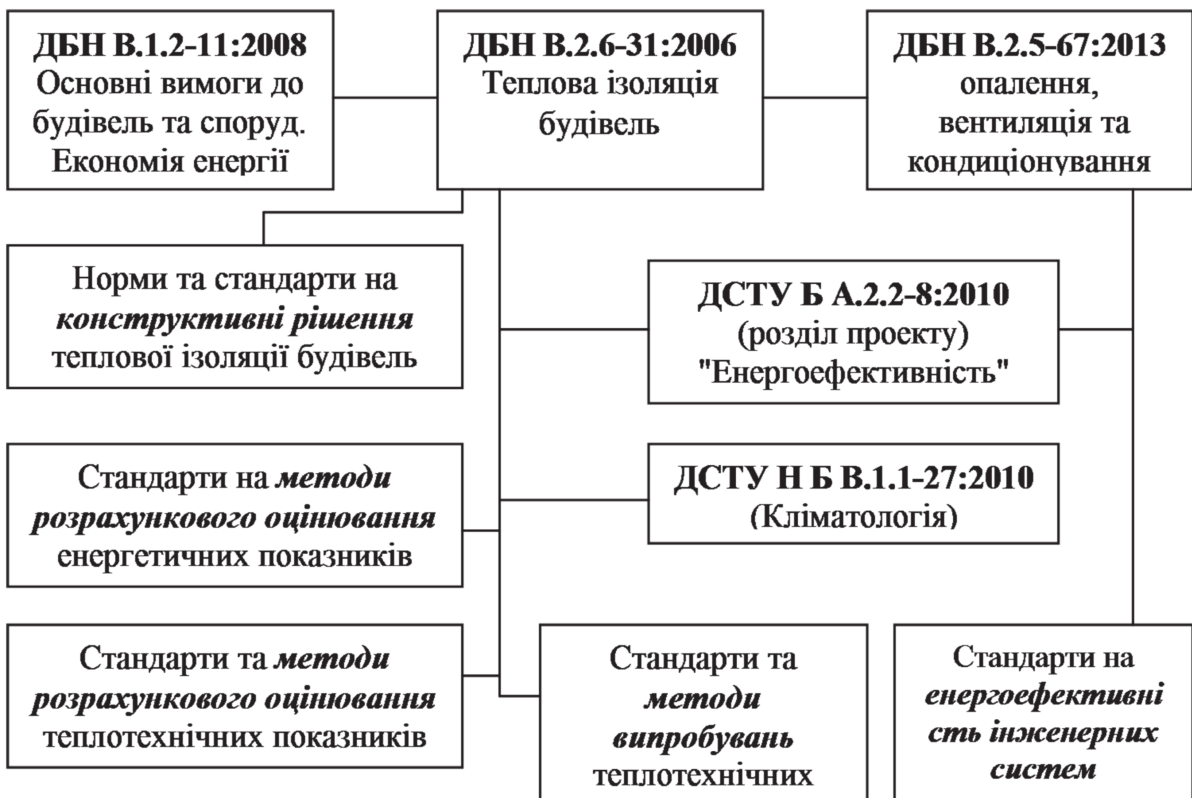 ДБН В.1.2-11:2008
Основні вимоги до
будівель та споруд.
Економія енергії
ДБН В.2.6-31:2006
Теплова ізоляція
будівель
ДБН В.2.5-67:2013
опалення,
вентиляція та
кондиціонування
Норми та стандарти на
конструктивні рішення
теплової ізоляції будівель
ДСТУ Б А.2.2-8:2010
(розділ проекту)
"Енергоефективність"
Стандарти на методи
розрахункового оцінювання
енергетичних показників
ДСТУ Н Б В.1.1-27:2010
(Кліматологія)
Стандарти та методи
розрахункового оцінювання
теплотехнічних показників
Стандарти та
методи
випробувань
теплотехнічних
Стандарти на
енергоефективні
сть інженерних
систем